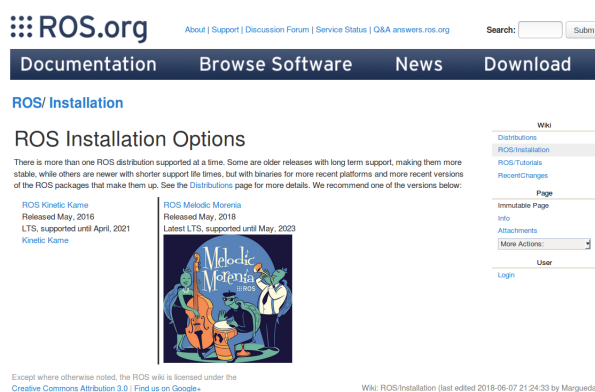 ROS.org
About | Support | Discussion Forum | Service Status | Q&A answers.ros.org
Search:
Subm
Documentation
Browse Software
News
Download
ROS/ Installation
ROS Installation Options
There is more than one ROS distribution supported at a time. Some are older releases with long term support, making them more
stable, while others are newer with shorter support life times, but with binaries for more recent platforms and more recent versions
of the ROS packages that make them up. See the Distributions page for more details. We recommend one of the versions below:
ROS Kinetic Kame
Released May, 2016
LTS, supported until April, 2021
Kinetic Kame
ROS Melodic Morenia
Released May, 2018
Latest LTS, supported until May, 2023
Melodic
Morenia
ROS
Wiki
Distributions
ROS/Installation
ROS/Tutorials
RecentChanges
Page
Immutable Page
Info
Attachments
More Actions:
User
Login
Except where otherwise noted, the ROS wiki is licensed under the
Creative Commons Attribution 3.0 | Find us on Google+
Wiki: ROS/Installation (last edited 2018-06-07 21:24:33 by Margueda